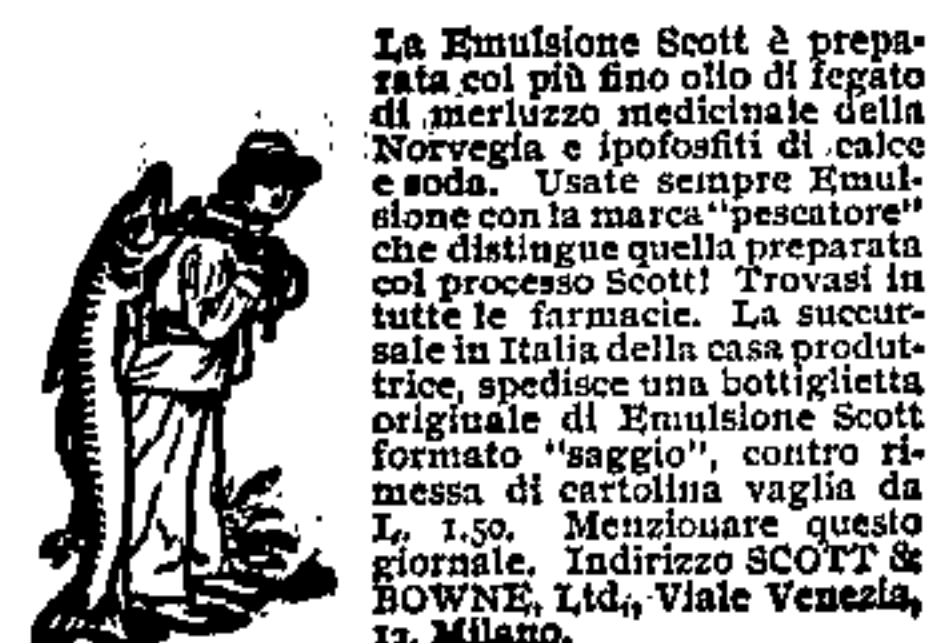 La Emulsione Scott è prepa-
rata col più fino olio di fegato
di merluzzo medicinale della
Norvegia e ipofosfiti di calce
e soda. Usate sempre Emul-
sione con la marca "pescatore"
che distingue quella preparata
col processo Scott! Trovasi in
tutte le farmacie. La succur-
sale in Italia della casa produt-
trice, spedisce una bottiglietta
originale di Emulsione Scott
formato "saggio", contro ri-
messa di cartolina vaglia da
L. 1.50. Menzionare questo
giornale. Indirizzo SCOTT &
BOWNE, Ltd., Viale Venezia,
Milano.